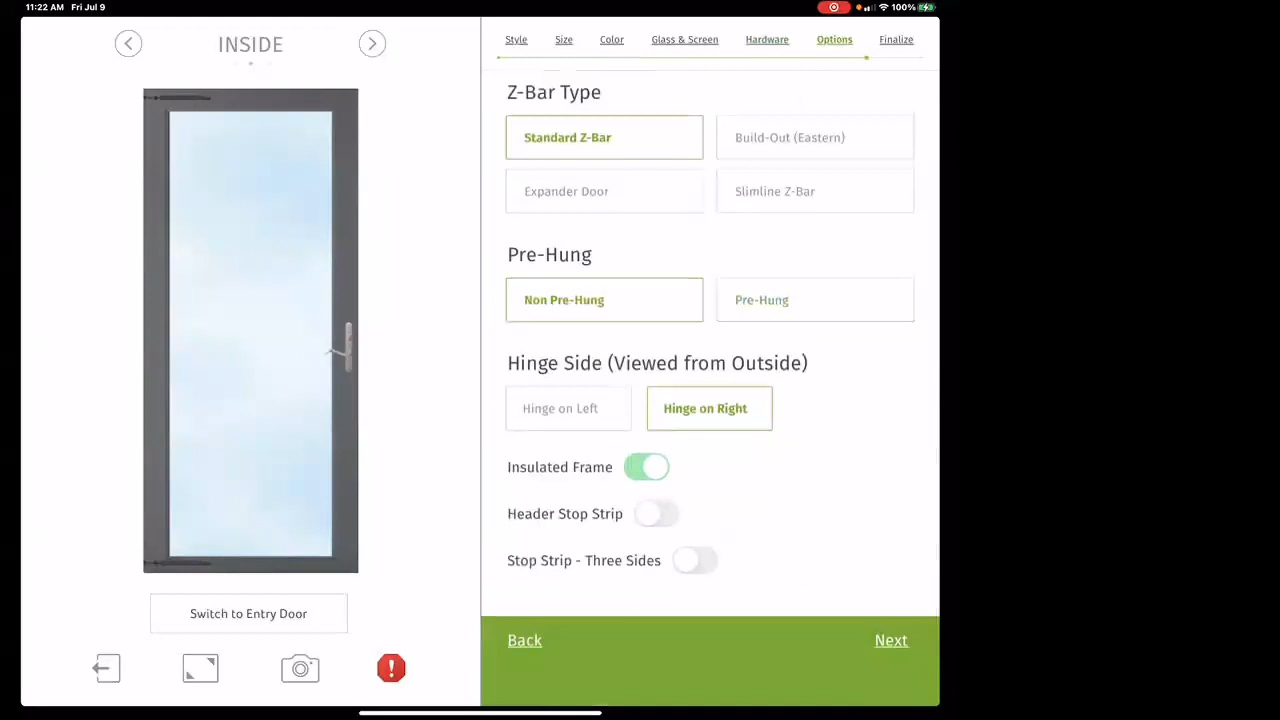 11:22 AM Fri Jul 9
100%
INSIDE
Style Size Color Glass & Screen Hardware Options Finalize
Z-Bar Type
Standard Z-Bar Build-Out (Eastern)
Expander Door Slimline Z-Bar
Pre-Hung
Non Pre-Hung Pre-Hung
Hinge Side (Viewed from Outside)
Hinge on Left Hinge on Right
Insulated Frame
Header Stop Strip
Stop Strip - Three Sides
Switch to Entry Door
Back Next